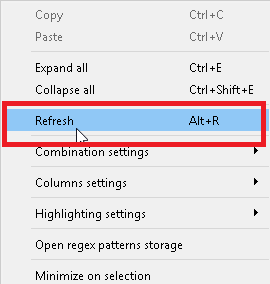 Copy Ctrl+C
Paste Ctrl+V
Expand all Ctrl+E
Collapse all Ctrl+Shift+E
Refresh Alt+R
Combination settings
Columns settings
Highlighting settings
Open regex patterns storage
Minimize on selection